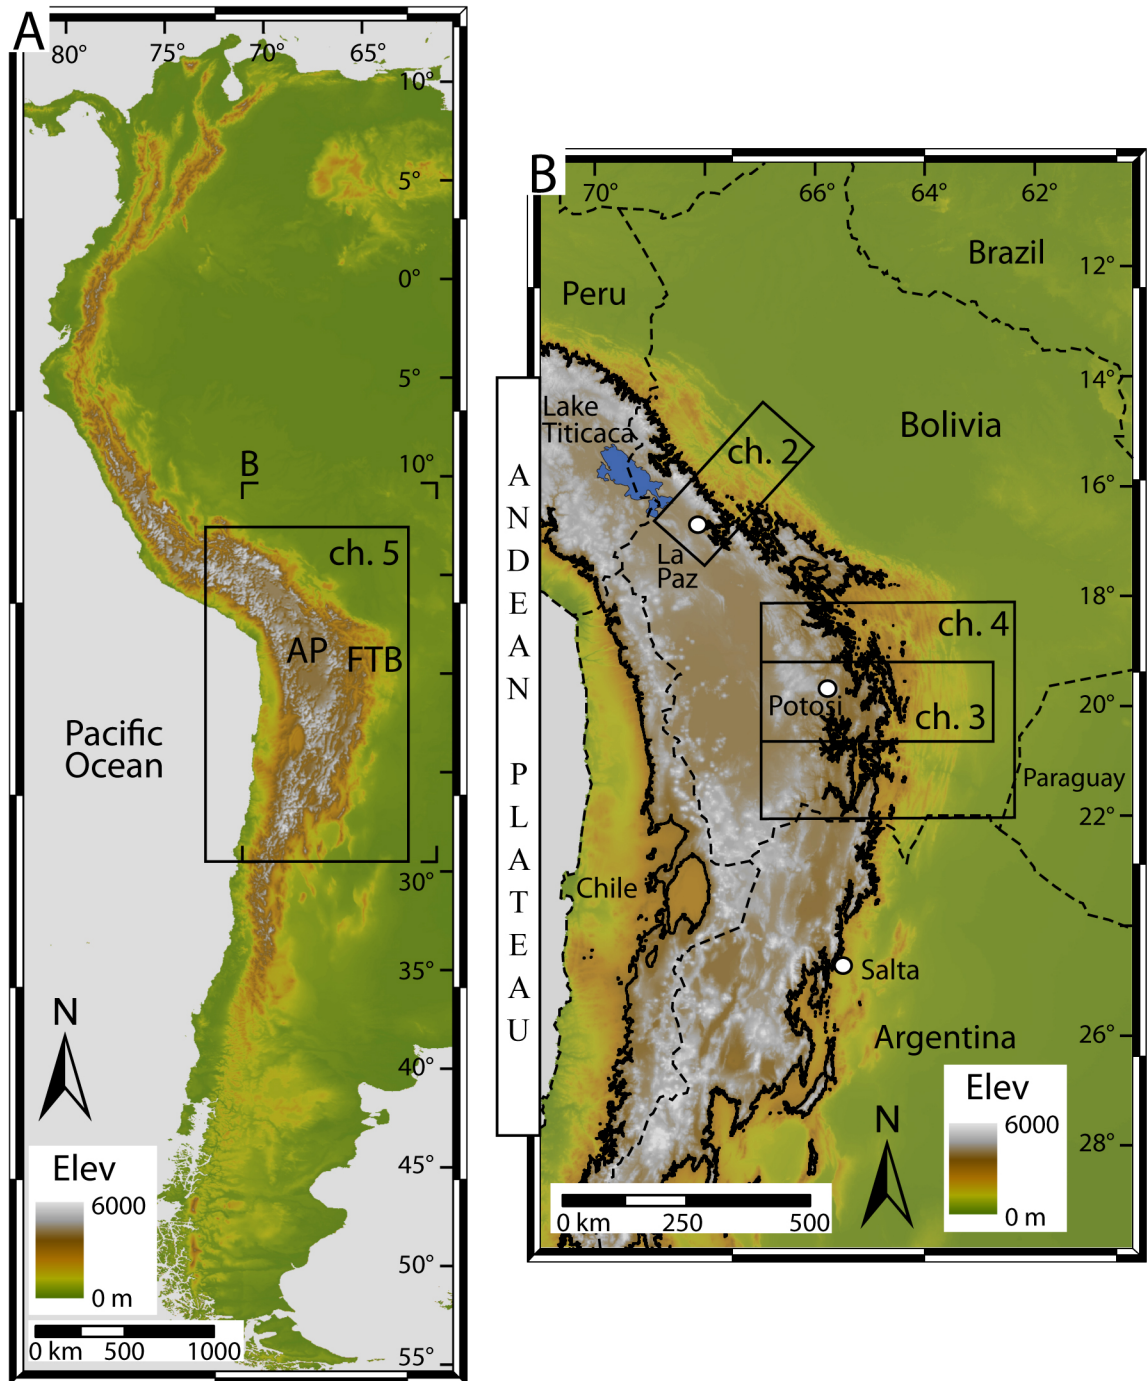 A
80°
75°
70°
65°
10°
5°
0°
5°
10°
B
ch. 5
AP
FTB
Pacific
Ocean
30°
35°
N
40°
45°
50°
55°
Elev
6000
0 m
0 km
500
1000
B
70°
66°
64°
62°
Brazil
12°
Peru
14°
Lake
Titicaca
Bolivia
ch. 2
16°
La
Paz
18°
ch. 4
Potosi
ch. 3
20°
Paraguay
22°
Chile
Salta
Argentina
26°
28°
ANDEAN PLATEAU
Elev
6000
0 m
N
0 km
250
500